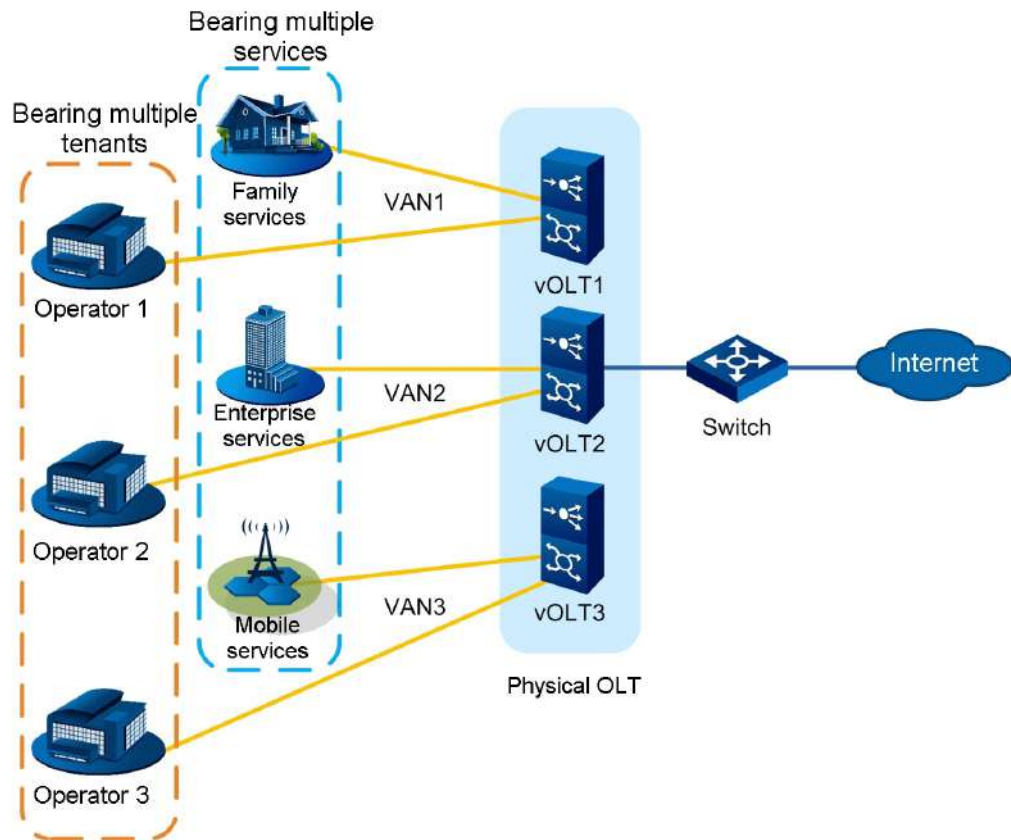 Bearing multiple
services
Bearing multiple
tenants
Family
services
VAN1
Operator 1
vOLT1
Enterprise
services
VAN2
Operator 2
vOLT2
Switch
Internet
Mobile
services
VAN3
Operator 3
vOLT3
Physical OLT